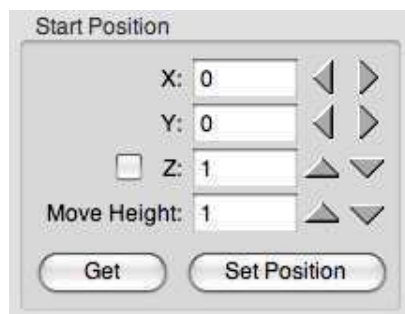 Start Position
X: 0
Y: 0
Z: 1
Move Height: 1
Get Set Position